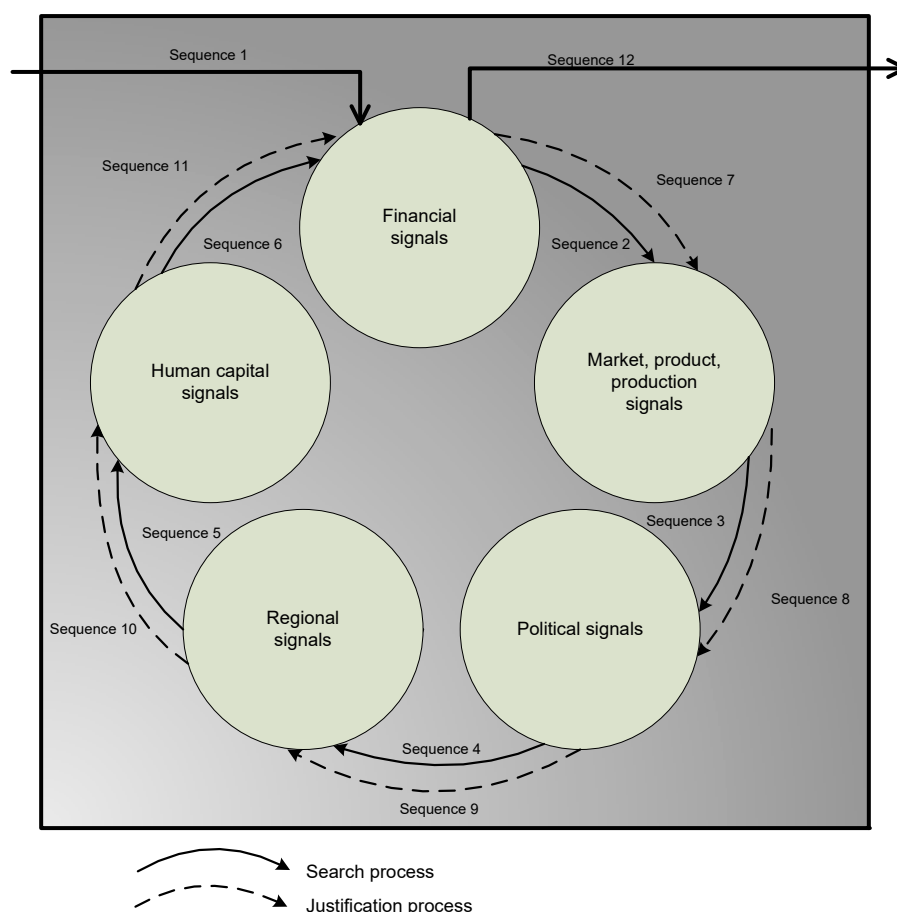 Sequence 1
Sequence 12
Sequence 11
Sequence 7
Financial
signals
Sequence 6
Sequence 2
Human capital
signals
Market, product,
production
signals
Sequence 5
Sequence 3
Regional
signals
Political signals
Sequence 10
Sequence 8
Sequence 4
Sequence 9
Search process
Justification process